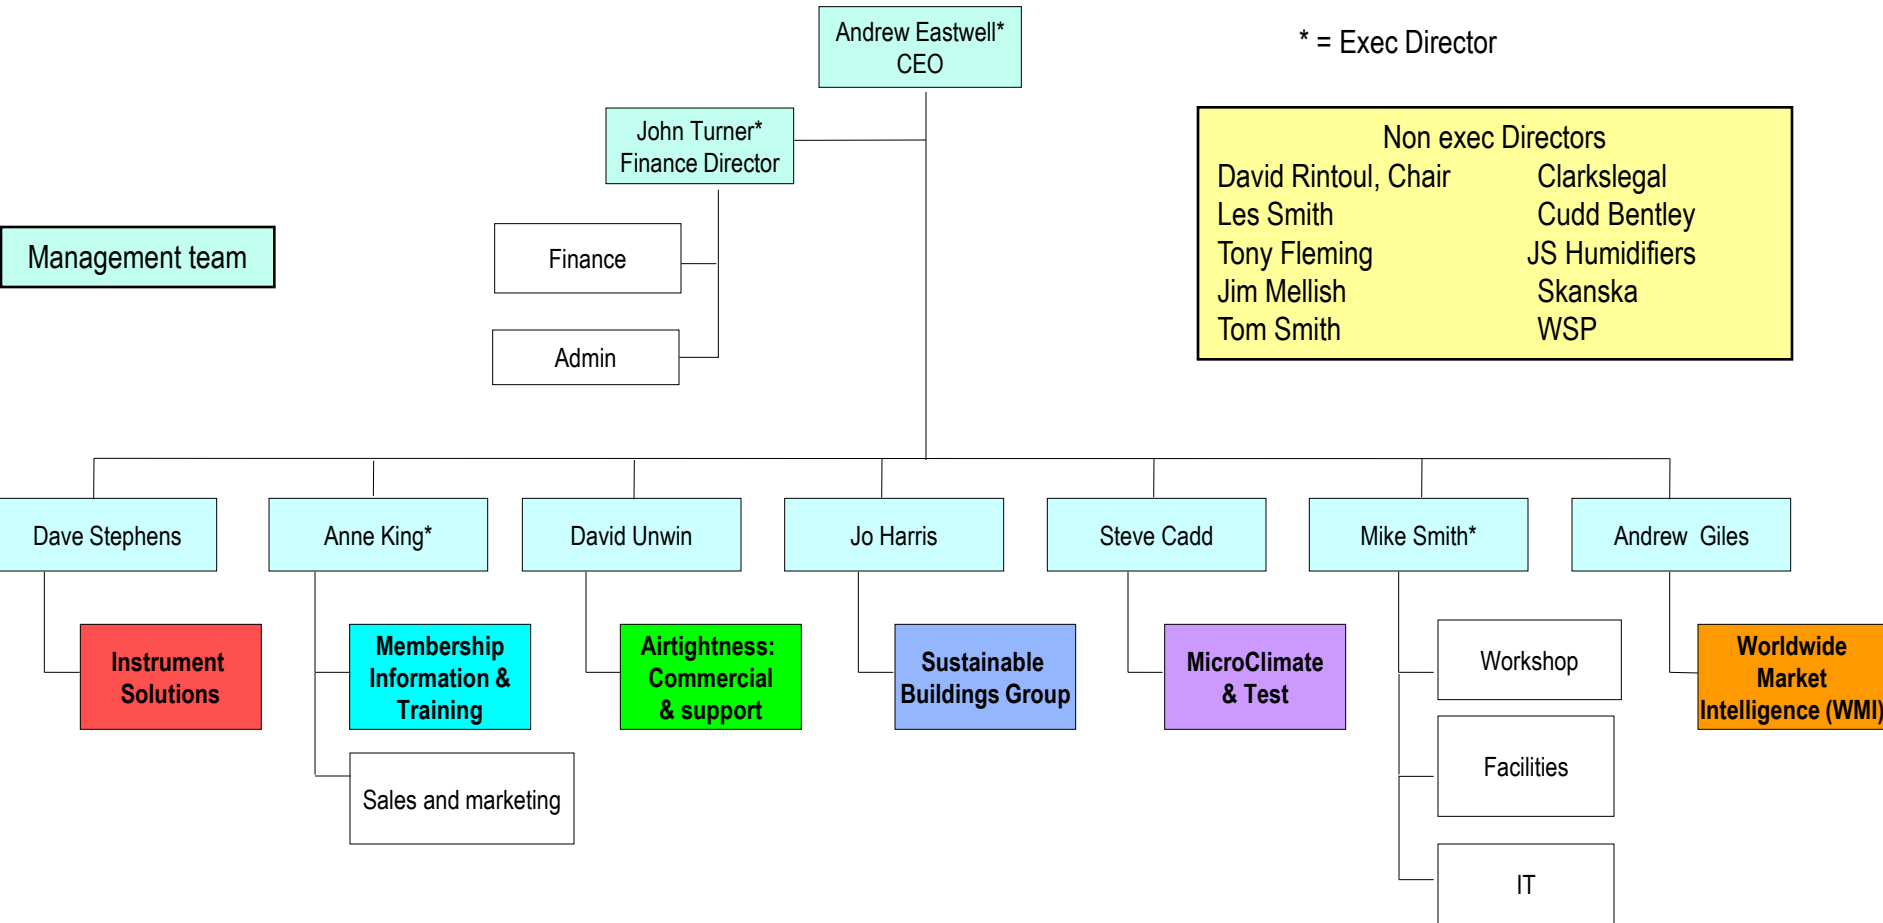 Andrew Eastwell*
CEO
* = Exec Director
John Turner*
Finance Director
Non exec Directors
David Rintoul, Chair Clarkslegal
Les Smith Cudd Bentley
Tony Fleming JS Humidifiers
Jim Mellish Skanska
Tom Smith WSP
Management team
Finance
Admin
Dave Stephens
Anne King*
David Unwin
Jo Harris
Steve Cadd
Mike Smith*
Andrew Giles
Instrument
Solutions
Membership
Information &
Training
Airtightness:
Commercial
& support
Sustainable
Buildings Group
MicroClimate
& Test
Workshop
Worldwide
Market
Intelligence (WMI)
Sales and marketing
Facilities
IT